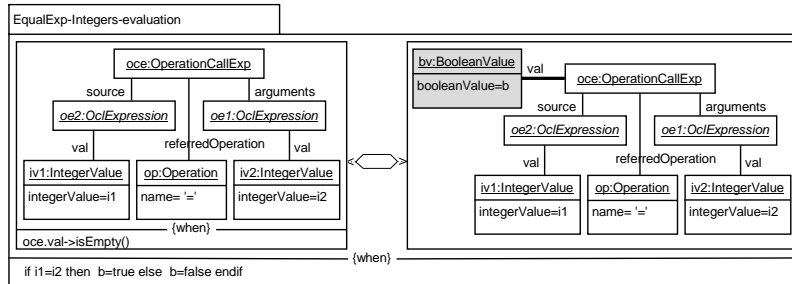 EqualExp-Integers-evaluation
oce:OperationCallExp
source
arguments
oe2:OclExpression
oe1:OclExpression
val
referredOperation
val
iv1:IntegerValue
integerValue=i1
op:Operation
name= '='
iv2:IntegerValue
integerValue=i2
{when}
oce.val->isEmpty()
bv:BooleanValue
booleanValue=b
val
oce:OperationCallExp
source
arguments
oe2:OclExpression
oe1:OclExpression
val
referredOperation
val
iv1:IntegerValue
integerValue=i1
op:Operation
name= '='
iv2:IntegerValue
integerValue=i2
{when}
if i1=i2 then b=true else b=false endif